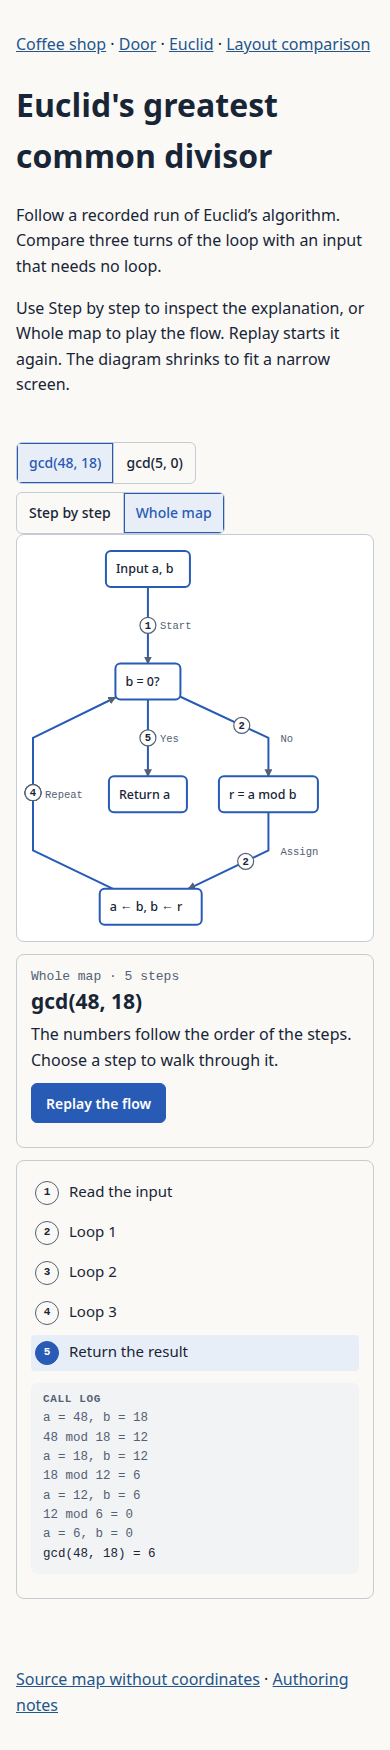 Coffee shop · Door · Euclid · Layout comparison
Euclid's greatest
common divisor
Follow a recorded run of Euclid’s algorithm.
Compare three turns of the loop with an input
that needs no loop.
Use Step by step to inspect the explanation, or
Whole map to play the flow. Replay starts it
again. The diagram shrinks to fit a narrow
screen.
gcd(48, 18) gcd(5, 0)
Step by step Whole map
Input a, b
1 Start
b = 0?
2
5 Yes
No
4 Repeat
Return a
r = a mod b
Assign
2
a ← b, b ← r
Whole map · 5 steps
gcd(48, 18)
The numbers follow the order of the steps.
Choose a step to walk through it.
Replay the flow
1 Read the input
2 Loop 1
3 Loop 2
4 Loop 3
5 Return the result
CALL LOG
a = 48, b = 18
48 mod 18 = 12
a = 18, b = 12
18 mod 12 = 6
a = 12, b = 6
12 mod 6 = 0
a = 6, b = 0
gcd(48, 18) = 6
Source map without coordinates · Authoring
notes